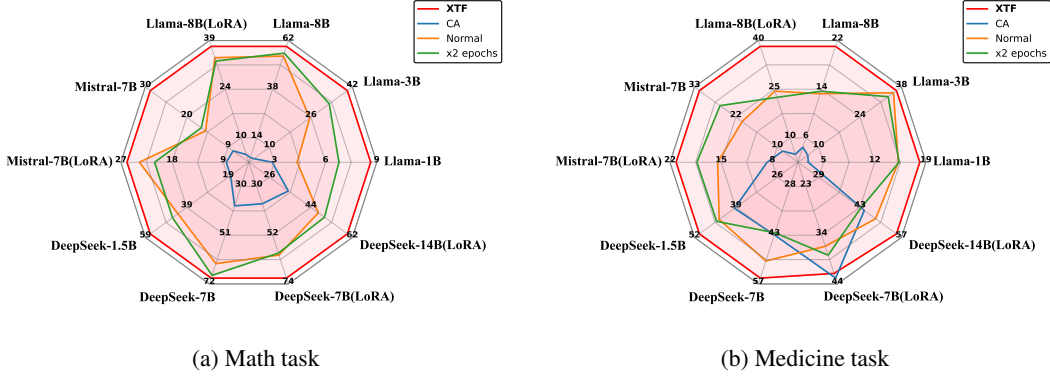 Llama-8B(LoRA)
Llama-8B
39
62
XTF
CA
Normal
x2 epochs
Mistral-7B
30
42
Llama-3B
24
38
20
26
10
14
9
10
Mistral-7B(LoRA)
27
18
9
3
6
9
Llama-1B
19
26
30
30
39
44
51
52
DeepSeek-1.5B
59
62
DeepSeek-14B(LoRA)
72
74
DeepSeek-7B
DeepSeek-7B(LoRA)
(a) Math task
Llama-8B(LoRA)
Llama-8B
40
22
XTF
CA
Normal
x2 epochs
Mistral-7B
33
38
Llama-3B
25
14
22
24
10
6
10
10
Mistral-7B(LoRA)
22
15
8
5
12
19
Llama-1B
26
29
28
23
39
43
43
34
DeepSeek-1.5B
52
57
DeepSeek-14B(LoRA)
57
44
DeepSeek-7B
DeepSeek-7B(LoRA)
(b) Medicine task